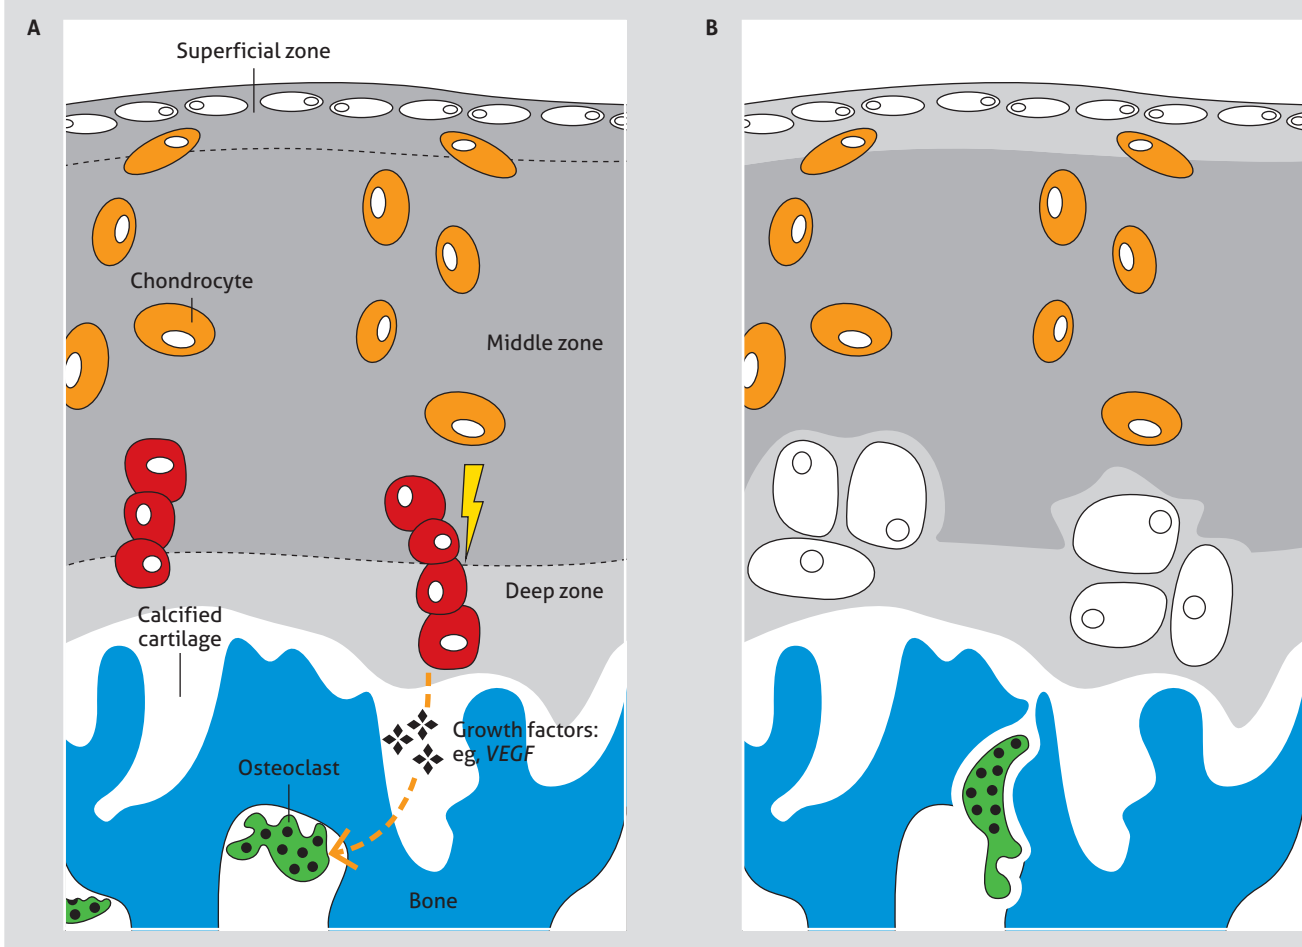 A
B
Superficial zone
Chondrocyte
Middle zone
Deep zone
Calcified
cartilage
Growth factors:
eg, VEGF
Osteoclast
Bone